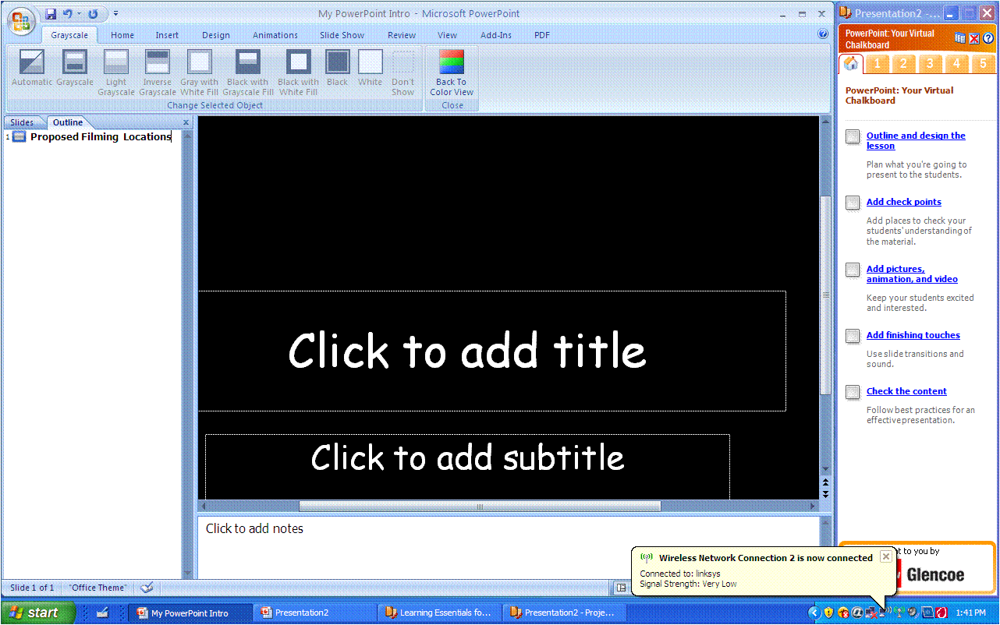 My PowerPoint Intro - Microsoft PowerPoint
Presentation2 -...
Grayscale Home Insert Design Animations Slide Show Review View Add-Ins PDF
PowerPoint: Your Virtual
Chalkboard
1 2 3 4 5
Automatic Grayscale Light Grayscale Inverse Grayscale Gray with White Fill Black with Grayscale Fill Black with White Fill Black White Don't Show Back To Color View
Change Selected Object Close
Slides Outline
1 Proposed Filming Locations
Click to add title
Click to add subtitle
Click to add notes
PowerPoint: Your Virtual
Chalkboard
Outline and design the
lesson
Plan what you're going to
present to the students.
Add check points
Add places to check your
students' understanding of
the material.
Add pictures,
animation, and video
Keep your students excited
and interested.
Add finishing touches
Use slide transitions and
sound.
Check the content
Follow best practices for an
effective presentation.
t to you by
Glencoe
Wireless Network Connection 2 is now connected
Connected to: linksys
Signal Strength: Very Low
Slide 1 of 1 "Office Theme"
start My PowerPoint Intro Presentation2 Learning Essentials fo... Presentation2 - Proje... 1:41 PM